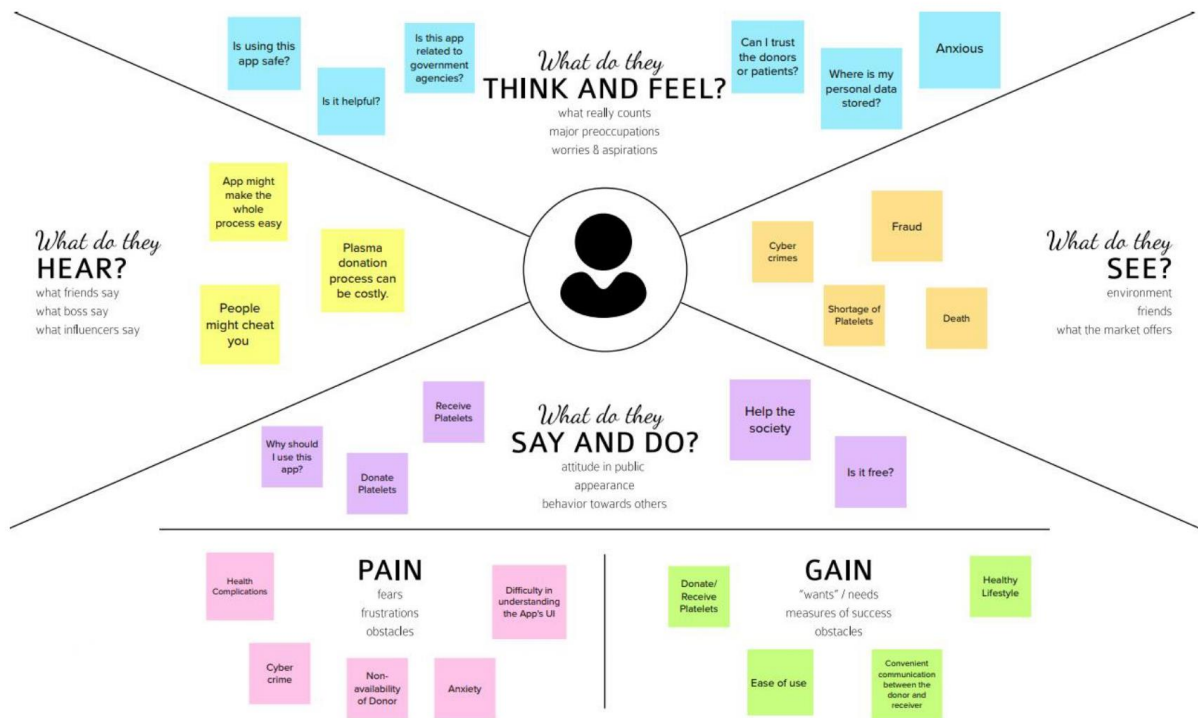 Is using this
app safe?
Is it helpful?
Is this app
related to
government
agencies?
What do they
THINK AND FEEL?
what really counts
major preoccupations
worries & aspirations
Can I trust
the donors
or patients?
Where is my
personal data
stored?
Anxious
What do they
HEAR?
what friends say
what boss say
what influencers say
App might
make the
whole
process easy
Plasma
donation
process can
be costly.
People
might cheat
you
Cyber
crimes
Fraud
Shortage of
Platelets
Death
What do they
SEE?
environment
friends
what the market offers
Why should
I use this
app?
Donate
Platelets
Receive
Platelets
What do they
SAY AND DO?
attitude in public
appearance
behavior towards others
Help the
society
Is it free?
PAIN
fears
frustrations
obstacles
Health
Complications
Difficulty in
understanding
the App's UI
Cyber
crime
Non-
availability
of Donor
Anxiety
GAIN
"wants" / needs
measures of success
obstacles
Donate/
Receive
Platelets
Healthy
Lifestyle
Ease of use
Convenient
communication
between the
donor and
receiver